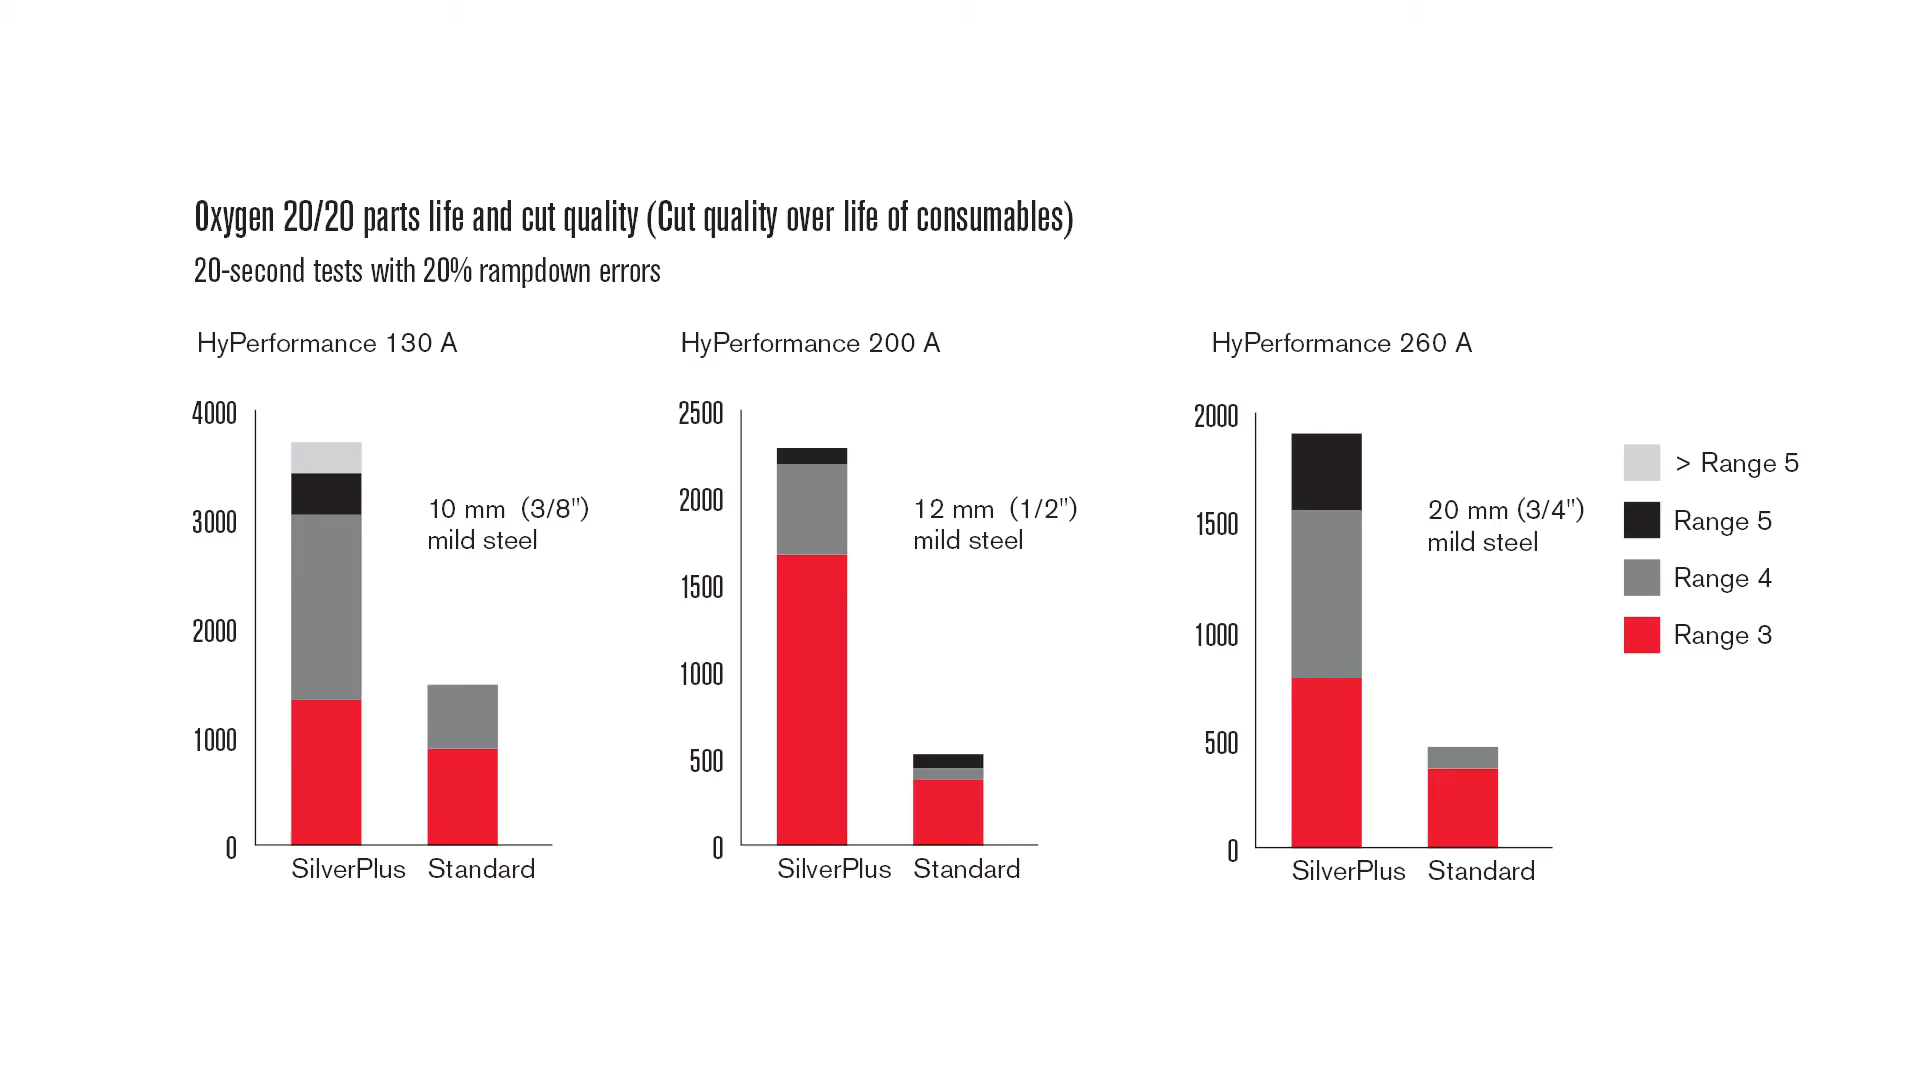 Oxygen 20/20 parts life and cut quality (Cut quality over life of consumables)
20-second tests with 20% rampdown errors
HyPerformance 130 A
4000
3000
2000
1000
0
10 mm (3/8")
mild steel
SilverPlus
Standard
HyPerformance 200 A
2500
2000
1500
1000
500
0
12 mm (1/2")
mild steel
SilverPlus
Standard
HyPerformance 260 A
2000
1500
1000
500
0
20 mm (3/4")
mild steel
SilverPlus
Standard
> Range 5
Range 5
Range 4
Range 3